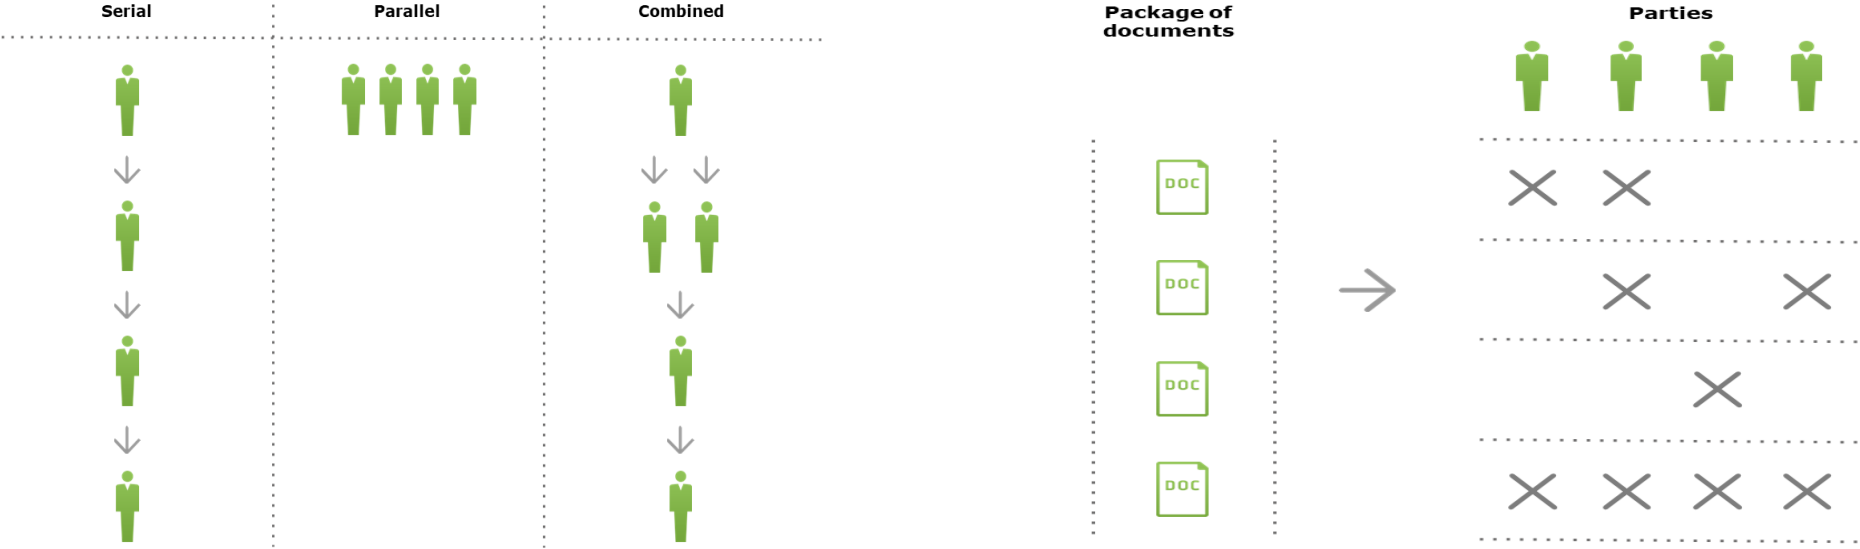 Serial
Parallel
Combined
Package of
documents
Parties
DOC
DOC
DOC
DOC